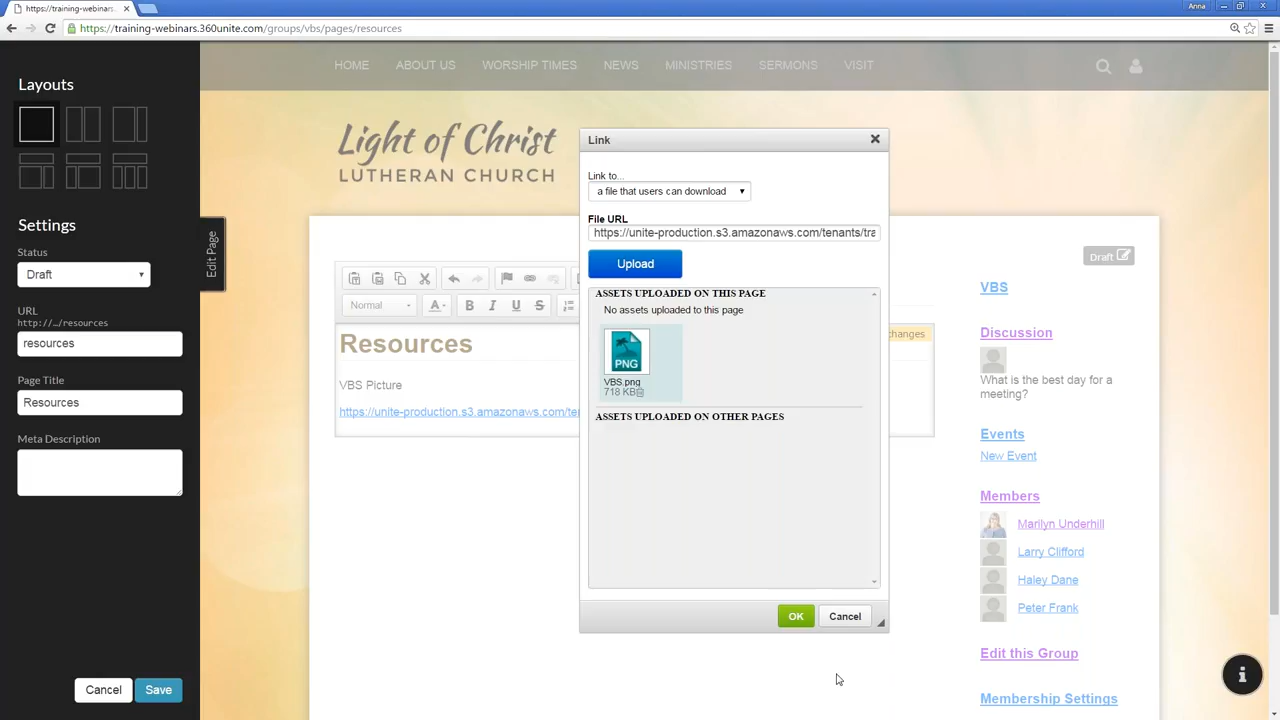 https://training-webinars.
Anna
https://training-webinars.360unite.com/groups/vbs/pages/resources
HOME ABOUT US WORSHIP TIMES NEWS MINISTRIES SERMONS VISIT
Light of Christ
LUTHERAN CHURCH
Layouts
Settings
Status
Draft
URL
http://.../resources
resources
Page Title
Resources
Meta Description
Cancel Save
Edit Page
Normal
A B I U S
Resources
VBS Picture
https://unite-production.s3.amazonaws.com/ten
changes
Link
Link to...
a file that users can download
File URL
https://unite-production.s3.amazonaws.com/tenants/tra
Upload
ASSETS UPLOADED ON THIS PAGE
No assets uploaded to this page
PNG
VBS.png
718 KB
ASSETS UPLOADED ON OTHER PAGES
OK Cancel
Draft
VBS
Discussion
What is the best day for a
meeting?
Events
New Event
Members
Marilyn Underhill
Larry Clifford
Haley Dane
Peter Frank
Edit this Group
Membership Settings
i